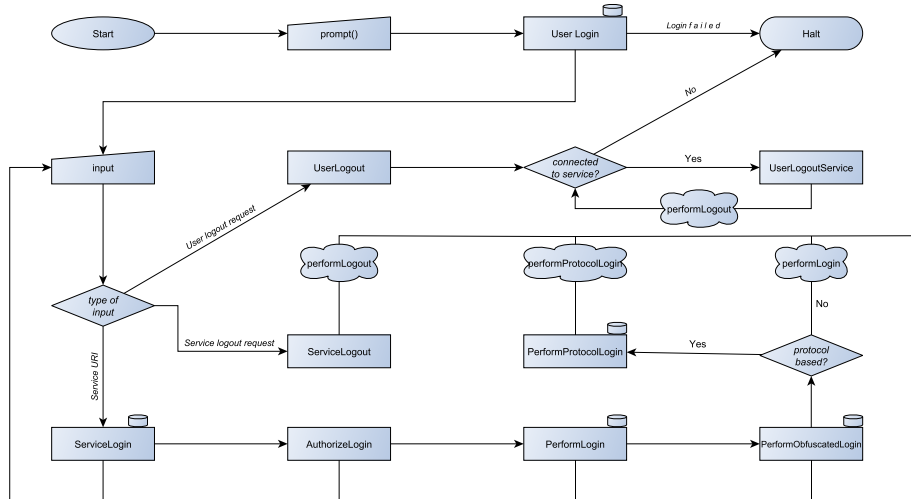 Start
prompt()
User Login
Login failed
Halt
No
input
UserLogout
connected
to service?
Yes
UserLogoutService
performLogout
User logout request
performLogout
performProtocolLogin
performLogin
type of
input
No
Service logout request
ServiceLogout
PerformProtocolLogin
Yes
protocol
based?
Service URI
ServiceLogin
AuthorizeLogin
PerformLogin
PerformObfuscatedLogin